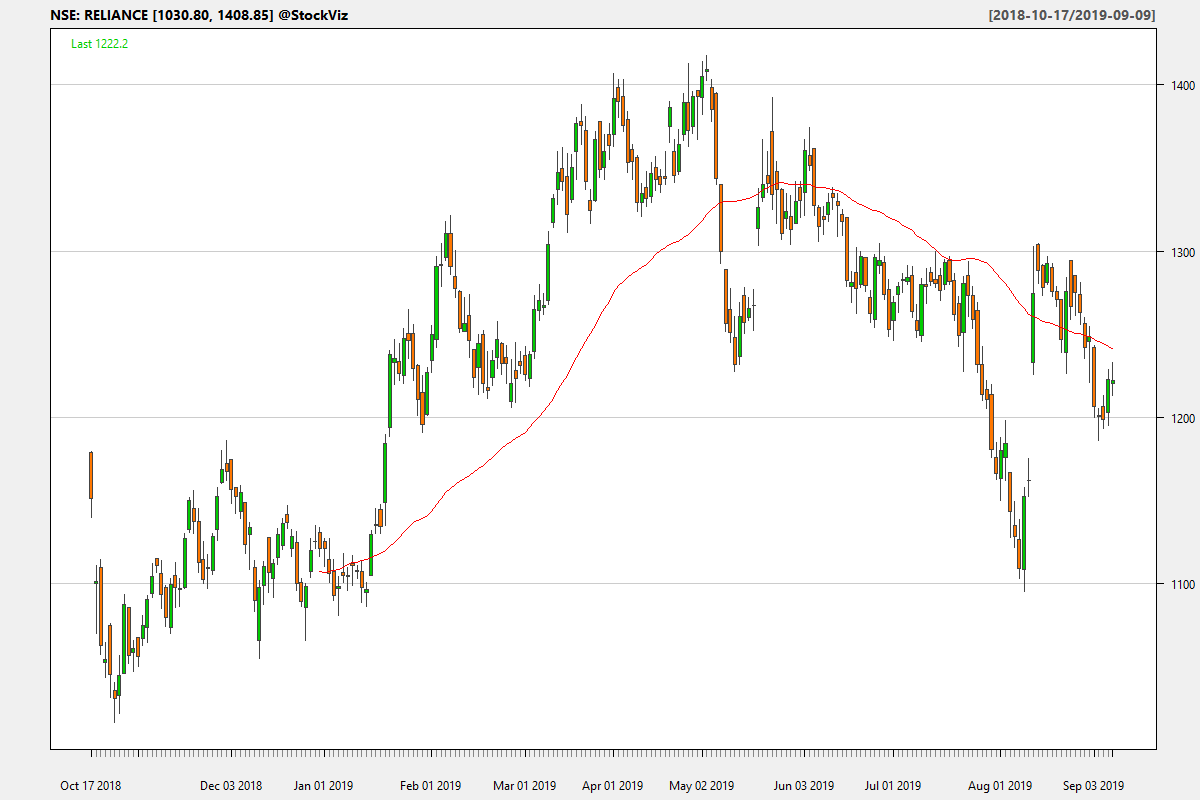 NSE: RELIANCE [1030.80, 1408.85] @StockViz [2018-10-17/2019-09-09]
Last 1222.2
1400
1300
1200
1100
Oct 17 2018 Dec 03 2018 Jan 01 2019 Feb 01 2019 Mar 01 2019 Apr 01 2019 May 02 2019 Jun 03 2019 Jul 01 2019 Aug 01 2019 Sep 03 2019